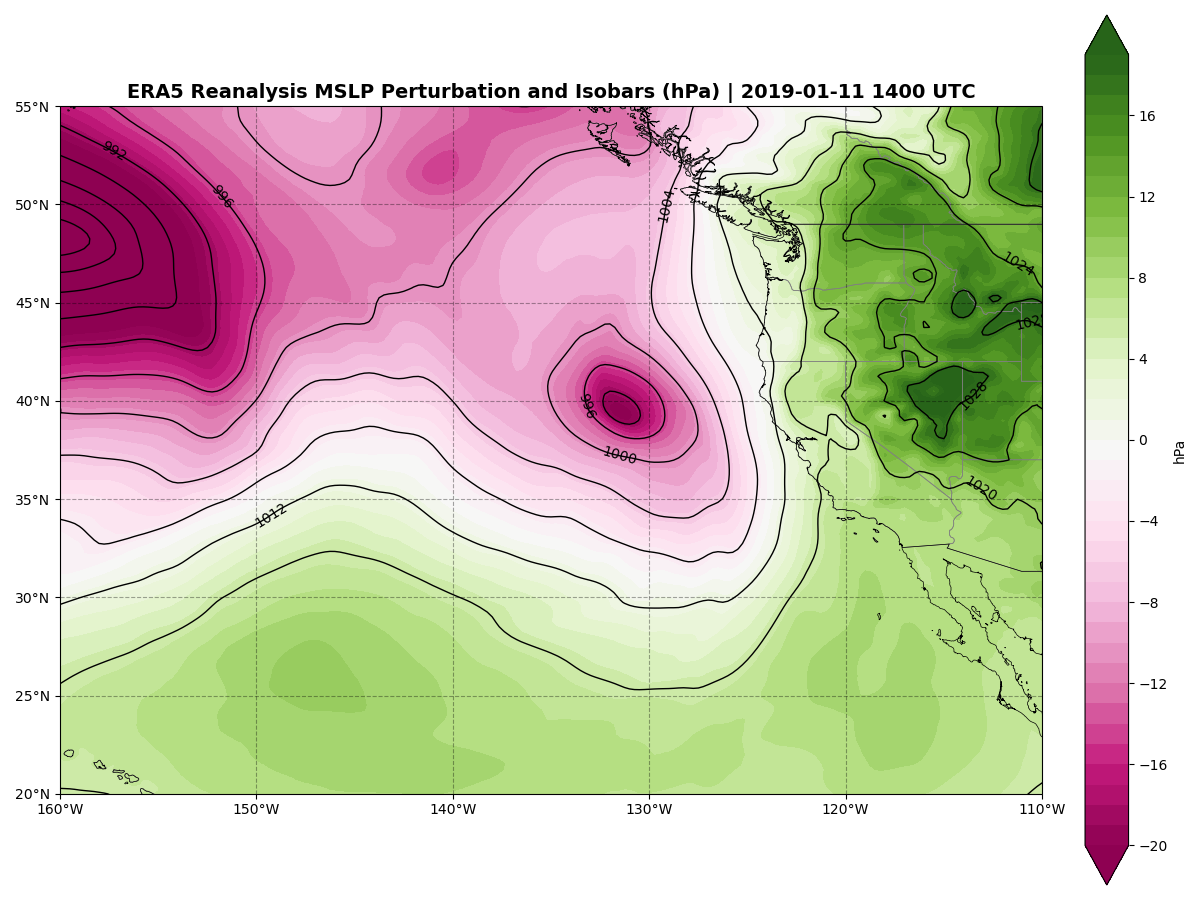 ERA5 Reanalysis MSLP Perturbation and Isobars (hPa) | 2019-01-11 1400 UTC
55°N
50°N
45°N
40°N
35°N
30°N
25°N
20°N
160°W
150°W
140°W
130°W
120°W
110°W
992
996
1004
1024
1028
996
1000
1028
1012
1020
16
12
8
4
0
−4
−8
−12
−16
−20
hPa